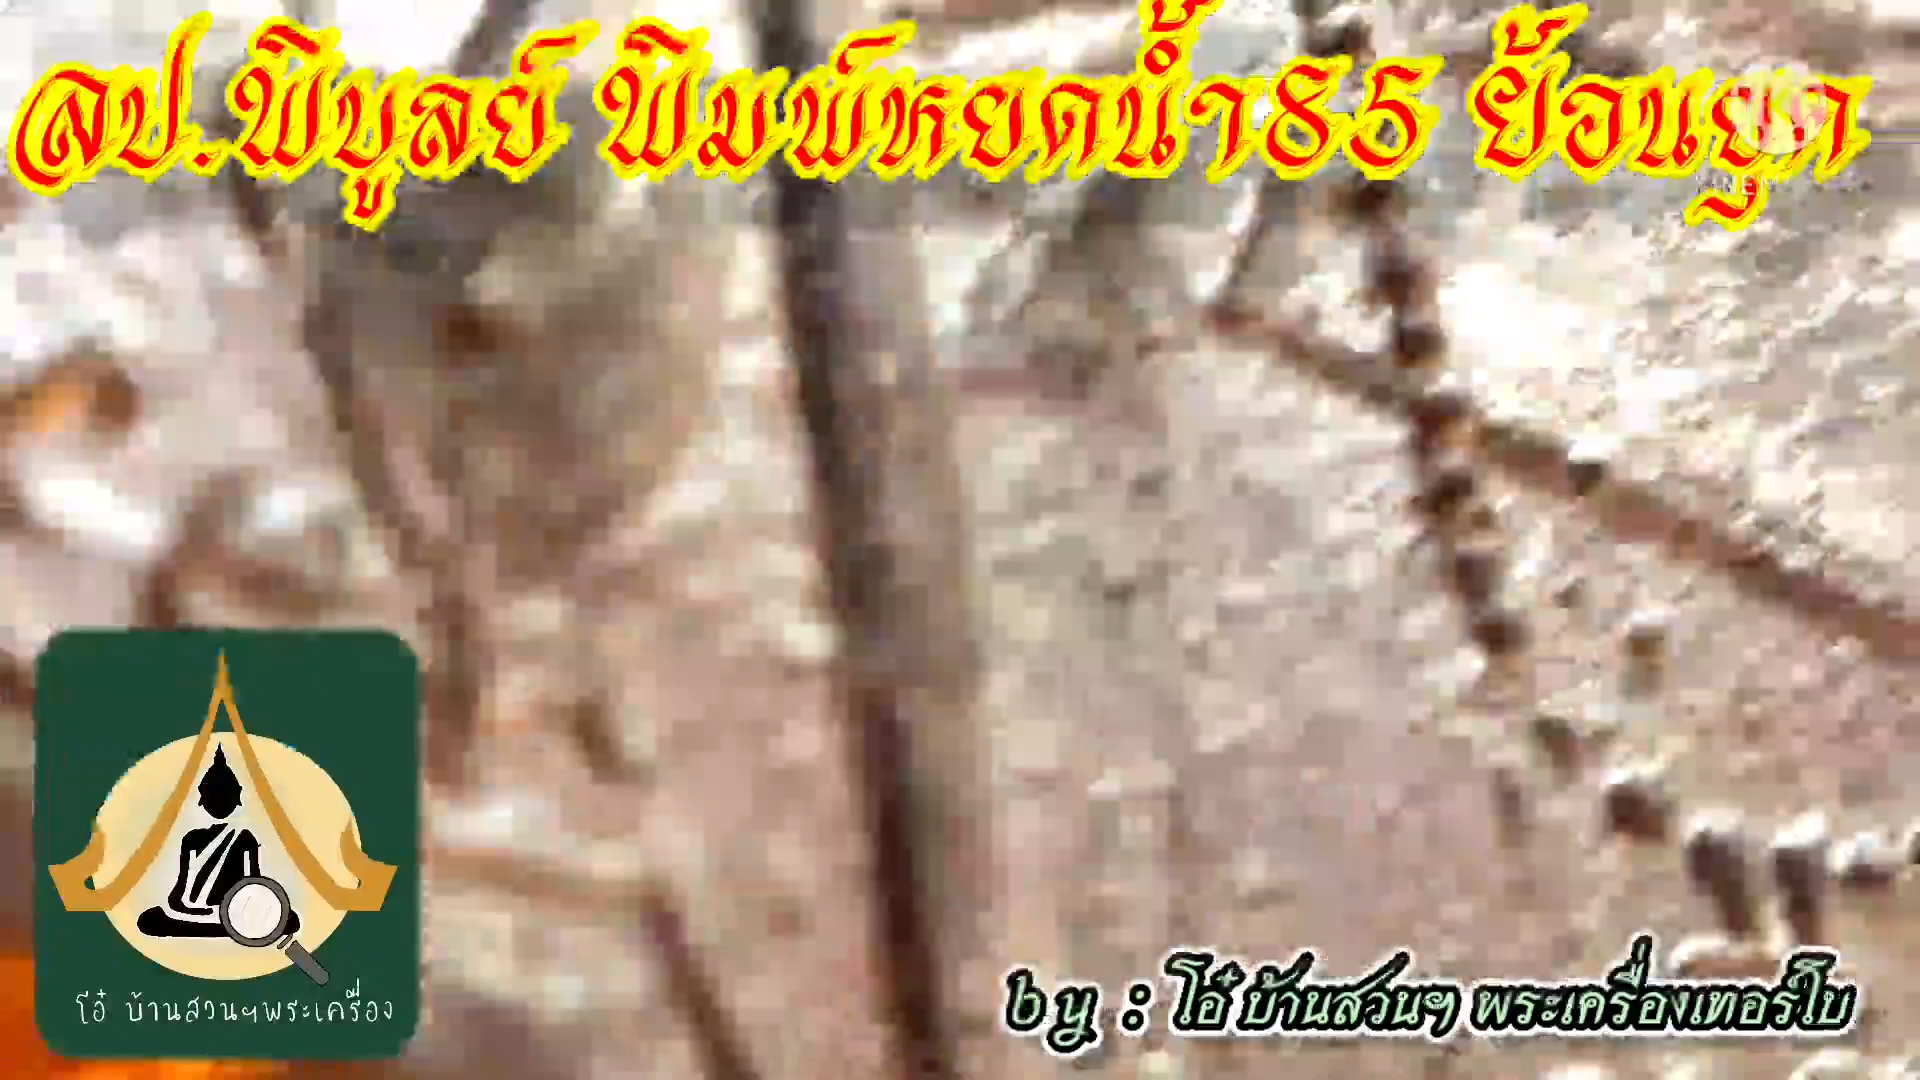 ลป.พิบูลย์ พิมพ์หยดน้ำ85 ย้อนยุค
โอ๋ บ้านสวนฯพระเครื่อง
by : โอ๋ บ้านสวนฯ พระเครื่องเทอร์โบ